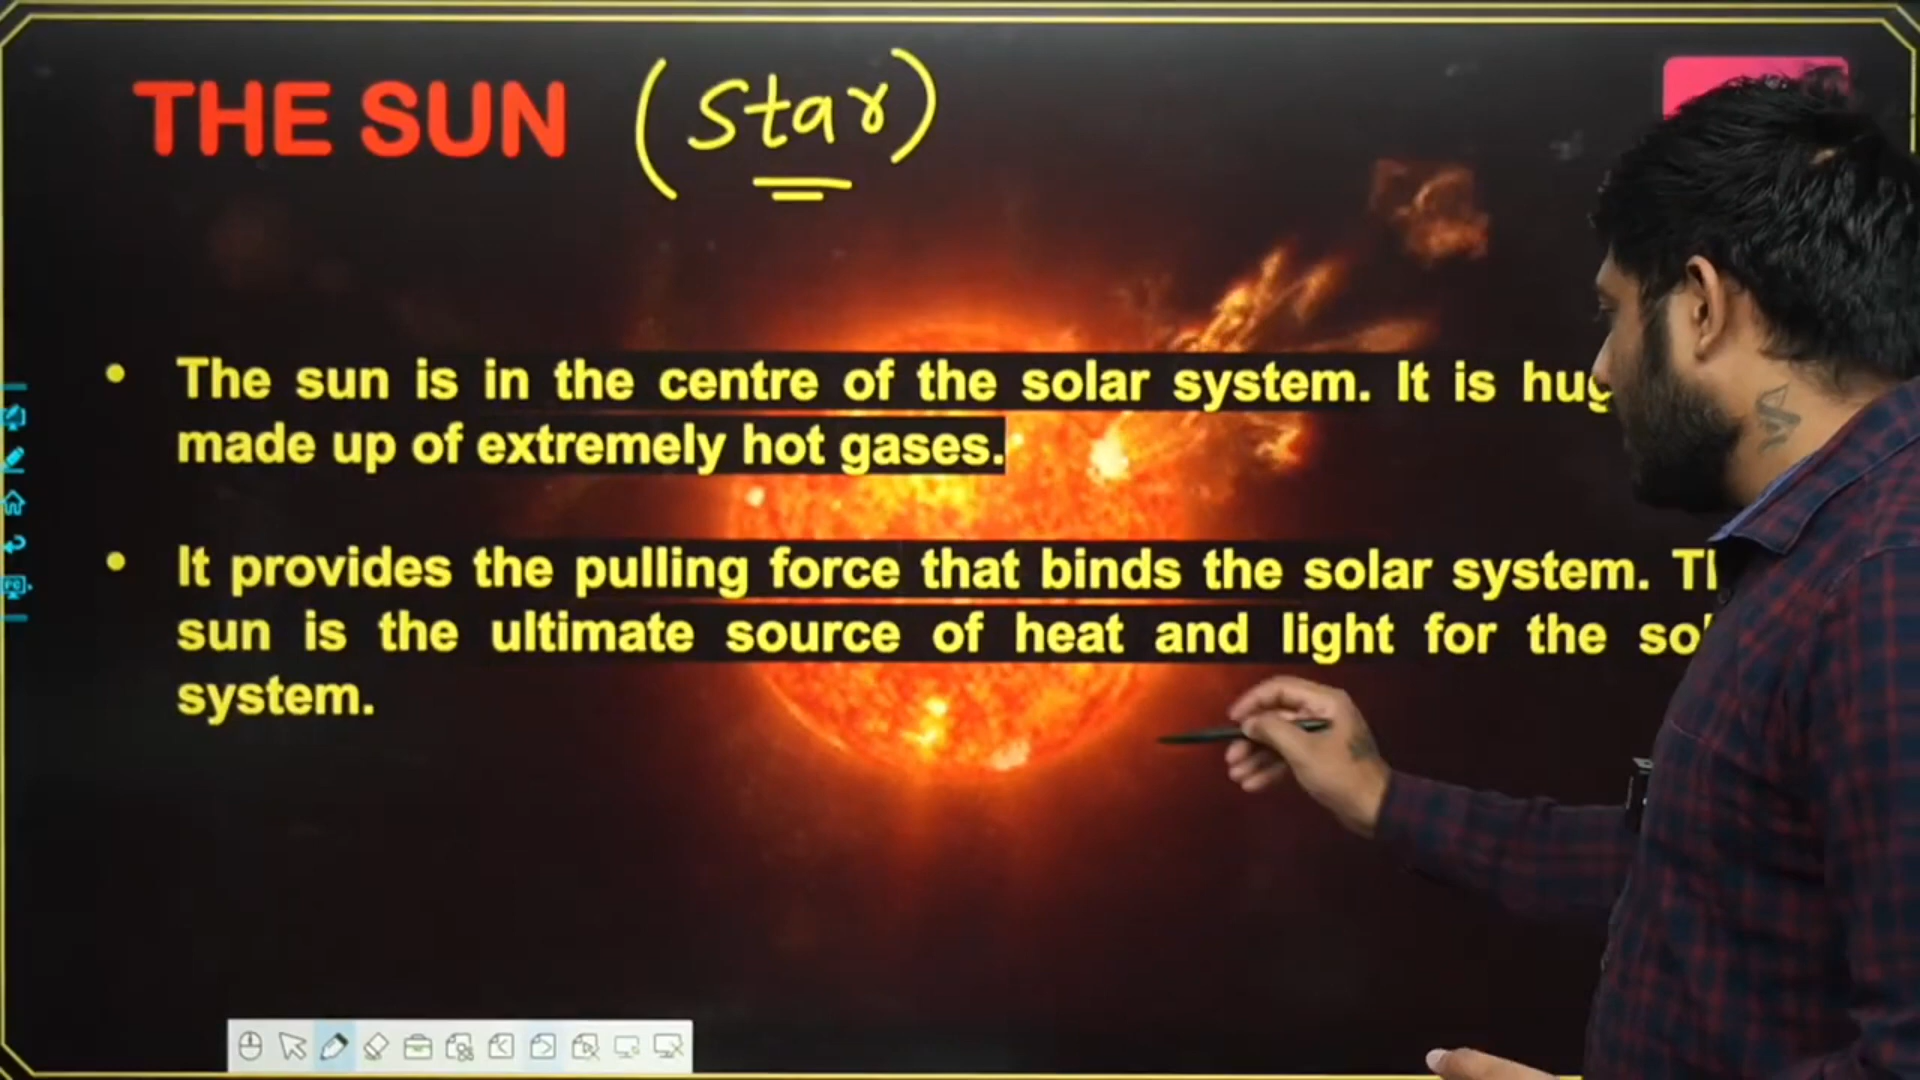 THE SUN (Star)
• The sun is in the centre of the solar system. It is
made up of extremely hot gases.
• It provides the pulling force that binds the solar system.
sun is the ultimate source of heat and light for the
system.